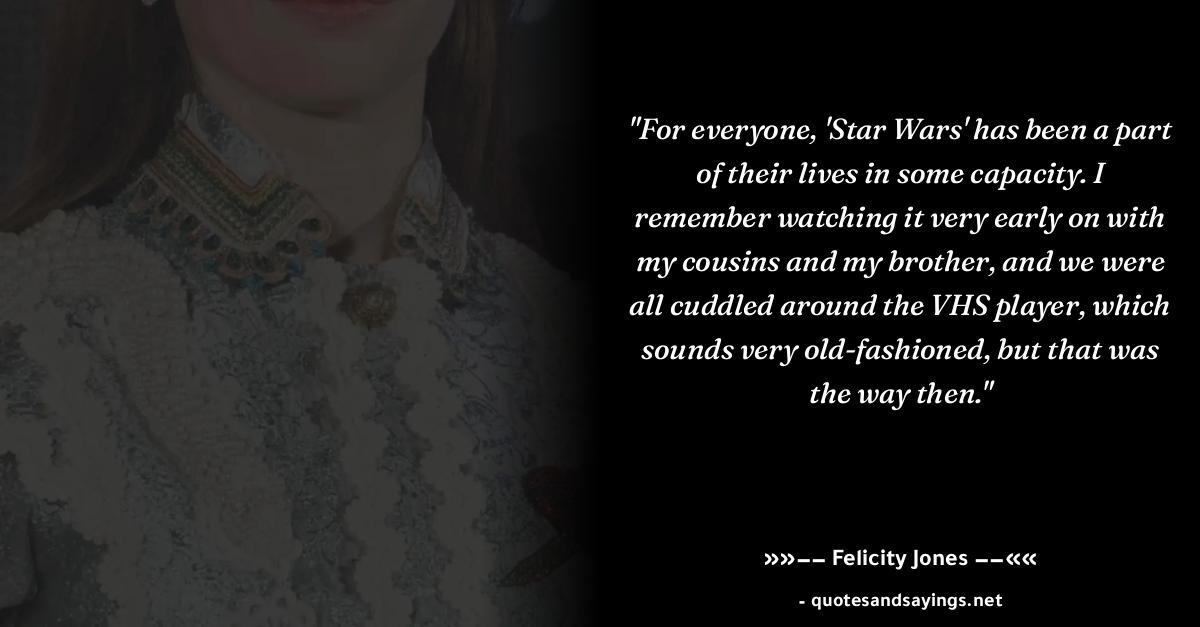 "For everyone, 'Star Wars' has been a part
of their lives in some capacity. I
remember watching it very early on with
my cousins and my brother, and we were
all cuddled around the VHS player, which
sounds very old-fashioned, but that was
the way then."
»»−− Felicity Jones −−««
- quotesandsayings.net